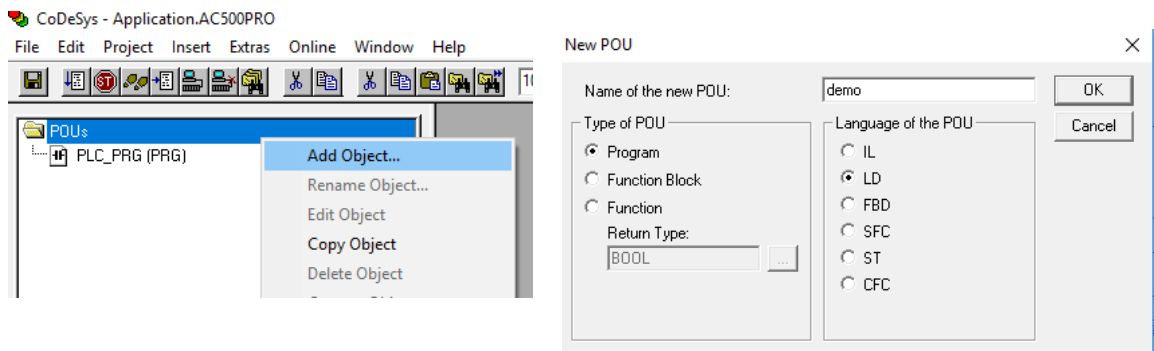 CoDeSys - Application.AC500PRO
File Edit Project Insert Extras Online Window Help
POUs
PLC_PRG (PRG)
Add Object...
Rename Object...
Edit Object
Copy Object
Delete Object
New POU
Name of the new POU:
demo
OK
Cancel
Type of POU
Program
Function Block
Function
Return Type:
BOOL
...
Language of the POU
IL
LD
FBD
SFC
ST
CFC